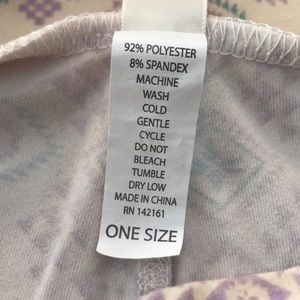 92% POLYESTER
8% SPANDEX
MACHINE
WASH
COLD
GENTLE
CYCLE
DO NOT
BLEACH
TUMBLE
DRY LOW
MADE IN CHINA
RN 142161
ONE SIZE